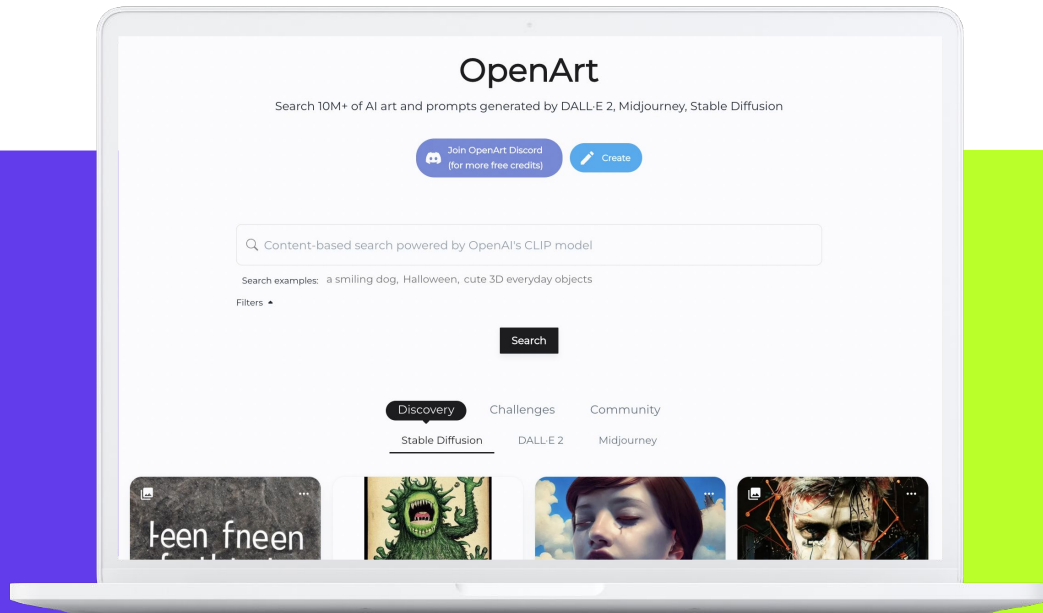 OpenArt
Search 10M+ of AI art and prompts generated by DALL·E 2, Midjourney, Stable Diffusion
Join OpenArt Discord
(for more free credits)
Create
Content-based search powered by OpenAI's CLIP model
Search examples: a smiling dog, Halloween, cute 3D everyday objects
Filters
Search
Discovery Challenges Community
Stable Diffusion DALL·E 2 Midjourney
een fneen